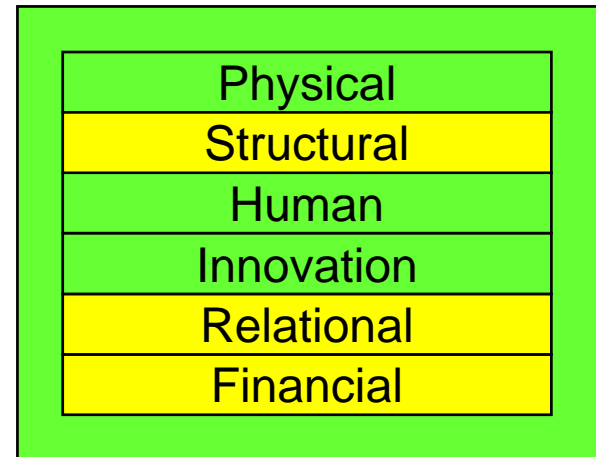 Physical
Structural
Human
Innovation
Relational
Financial